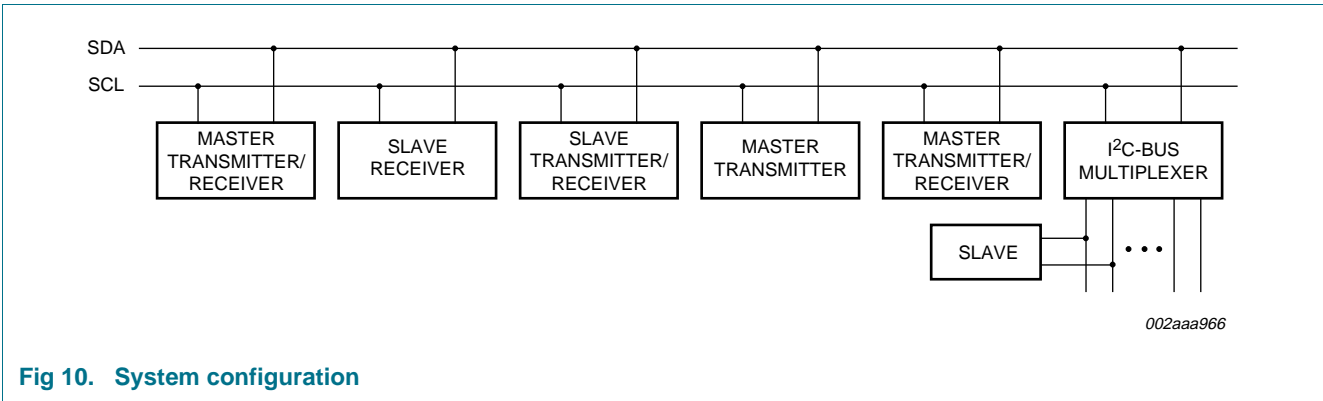 SDA
SCL
MASTER
TRANSMITTER/
RECEIVER
SLAVE
RECEIVER
SLAVE
TRANSMITTER/
RECEIVER
MASTER
TRANSMITTER
MASTER
TRANSMITTER/
RECEIVER
I²C-BUS
MULTIPLEXER
SLAVE
002aaa966
Fig 10. System configuration